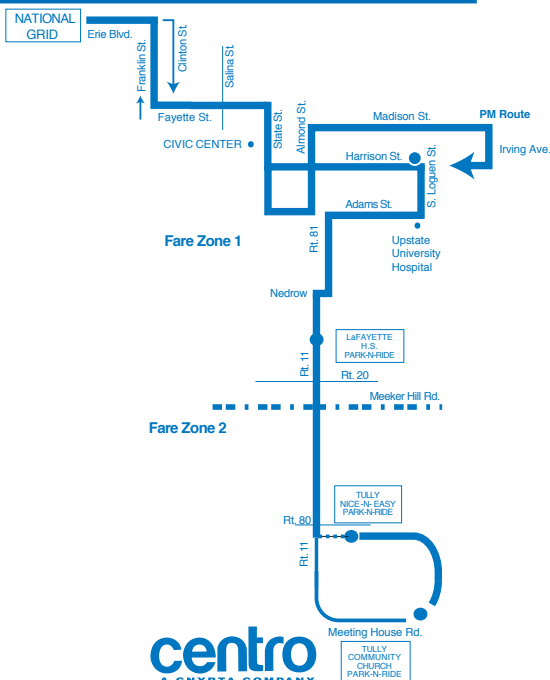 NATIONAL
GRID
Erie Blvd.
Franklin St.
Clinton St.
Salina St.
Fayette St.
CIVIC CENTER
State St.
Almond St.
Madison St.
PM Route
Irving Ave.
Harrison St.
S. Loguen St.
Adams St.
Fare Zone 1
Rt. 81
Upstate
University
Hospital
Nedrow
LaFAYETTE
H.S.
PARK-N-RIDE
Rt. 11
Rt. 20
Meeker Hill Rd.
Fare Zone 2
TULLY
NICE-N- EASY
PARK-N-RIDE
Rt. 80
Rt. 11
Meeting House Rd.
centro
A CNYRTA COMPANY
TULLY
COMMUNITY
CHURCH
PARK-N-RIDE